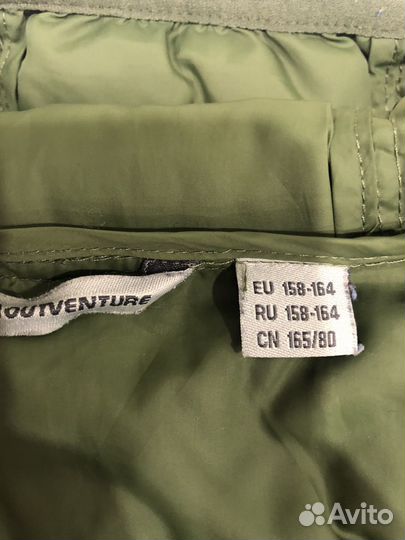 OUTVENTURE
EU 158-164
RU 158-164
CN 165/80
Avito